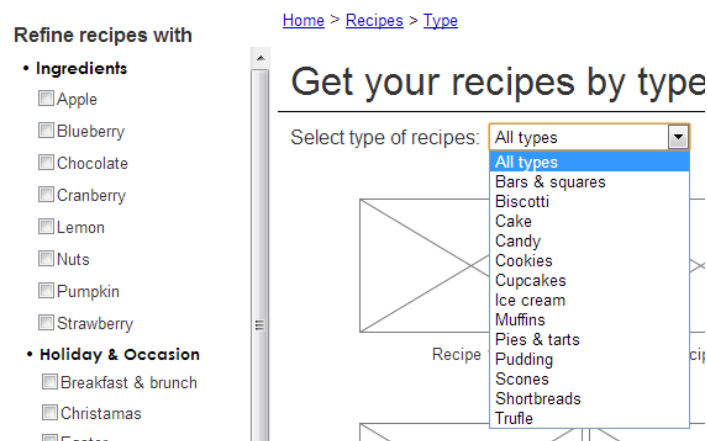 Refine recipes with
• Ingredients
Apple
Blueberry
Chocolate
Cranberry
Lemon
Nuts
Pumpkin
Strawberry
• Holiday & Occasion
Breakfast & brunch
Christamas
Easter
Home > Recipes > Type
Get your recipes by type
Select type of recipes: All types
All types
Bars & squares
Biscotti
Cake
Candy
Cookies
Cupcakes
Ice cream
Muffins
Pies & tarts
Pudding
Scones
Shortbreads
Trufle
Recipe